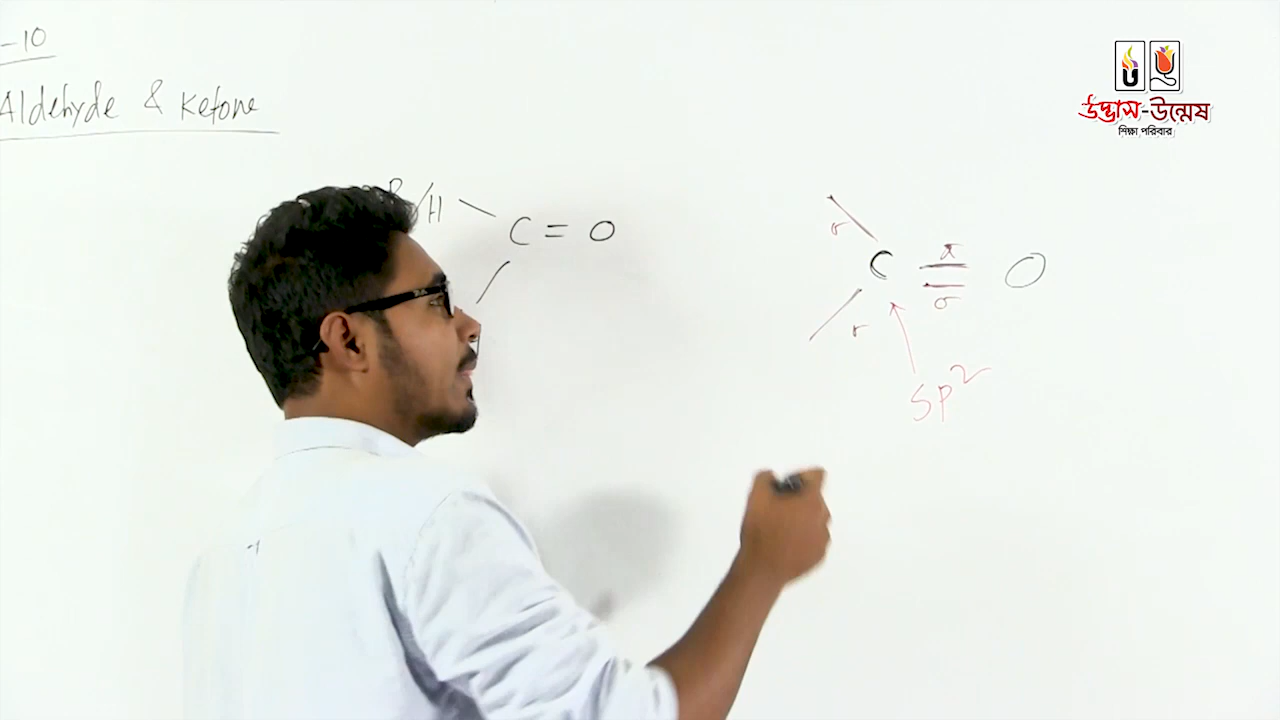 -10
Aldehyde & Ketone
R/H
C = O
σ
C
π
σ
O
σ
SP²
উদ্ভাস-উন্মেষ
শিক্ষা পরিবার